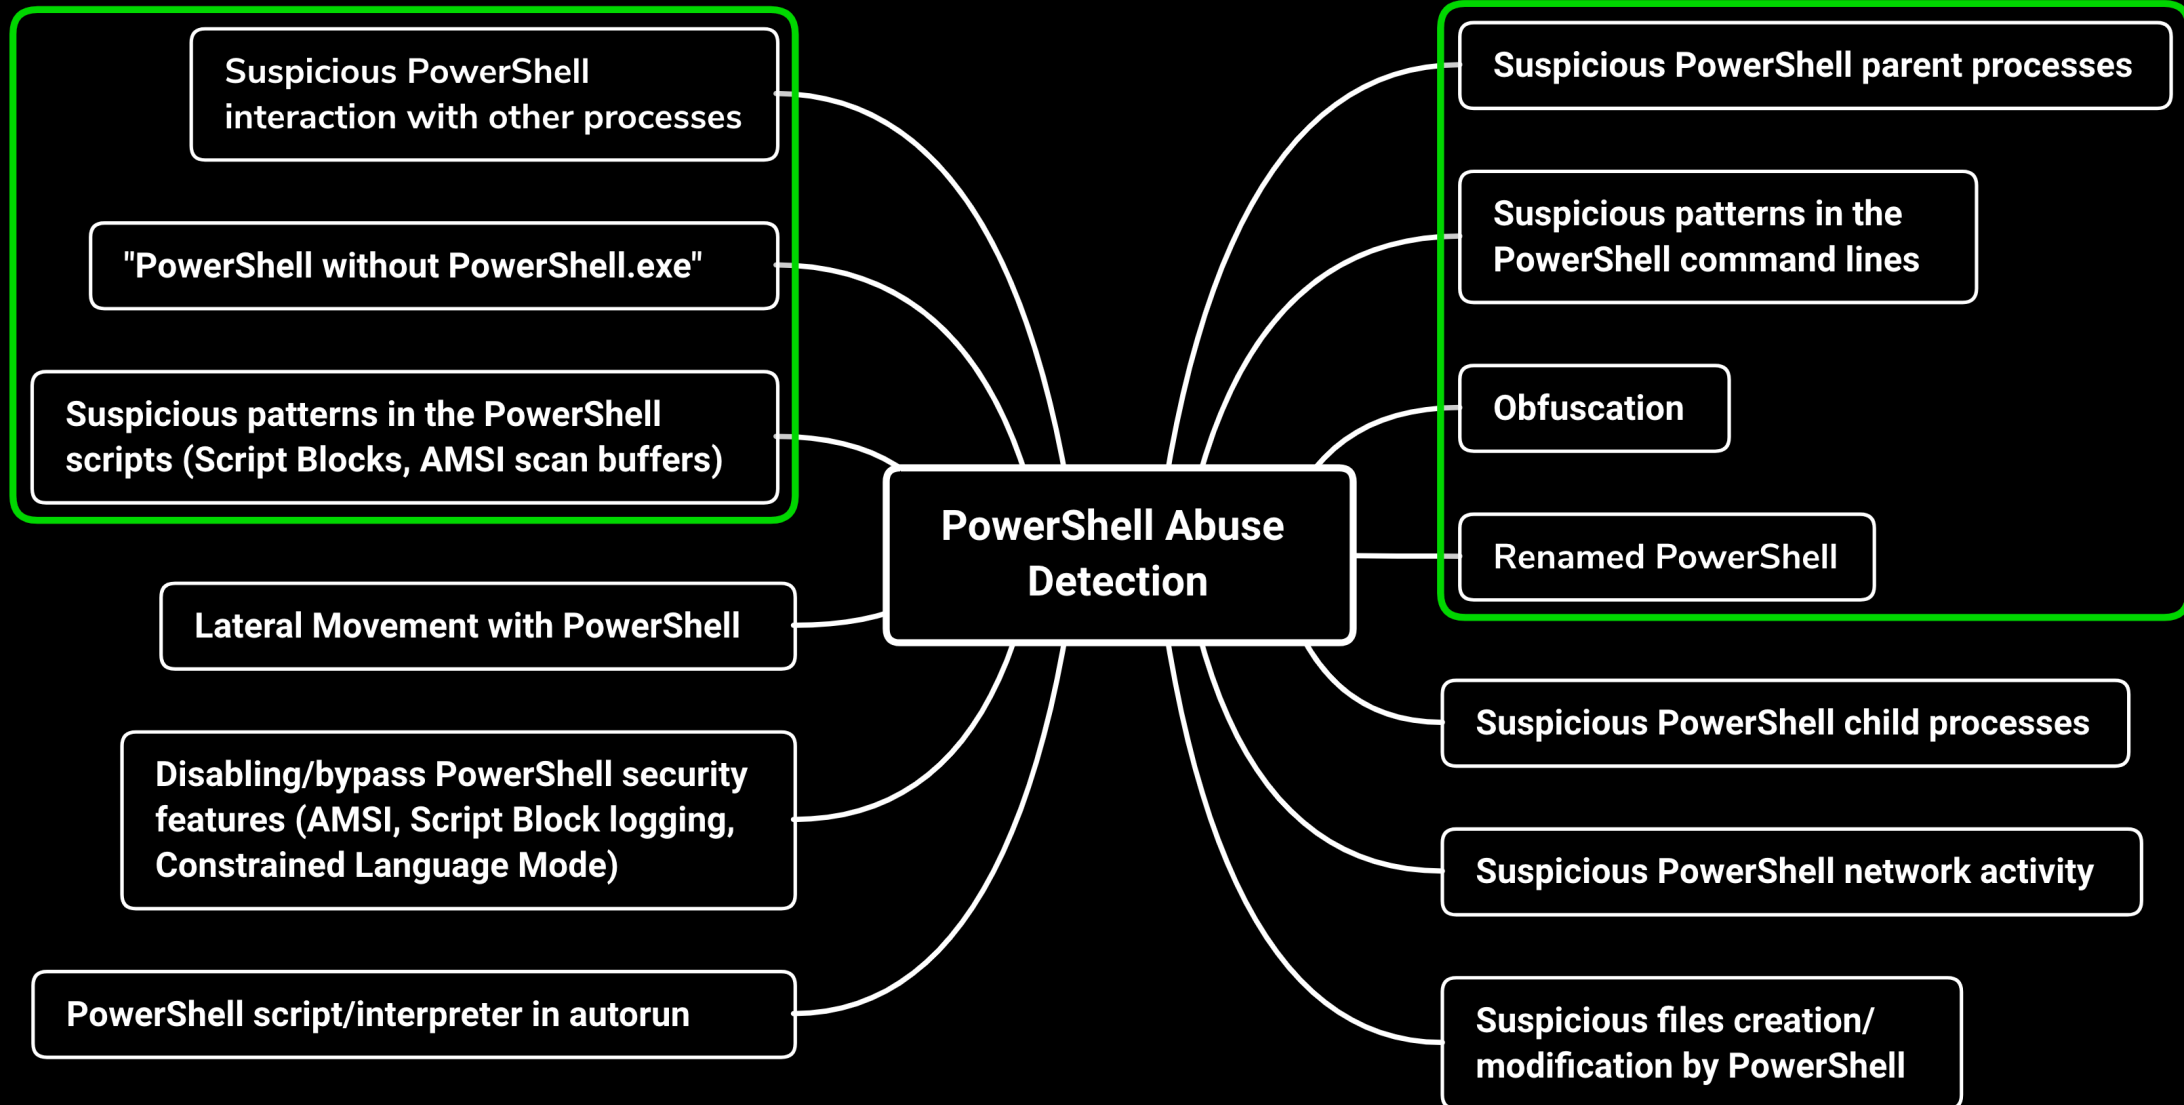 Suspicious PowerShell
interaction with other processes
"PowerShell without PowerShell.exe"
Suspicious patterns in the PowerShell
scripts (Script Blocks, AMSI scan buffers)
Lateral Movement with PowerShell
Disabling/bypass PowerShell security
features (AMSI, Script Block logging,
Constrained Language Mode)
PowerShell script/interpreter in autorun
PowerShell Abuse
Detection
Suspicious PowerShell parent processes
Suspicious patterns in the
PowerShell command lines
Obfuscation
Renamed PowerShell
Suspicious PowerShell child processes
Suspicious PowerShell network activity
Suspicious files creation/
modification by PowerShell